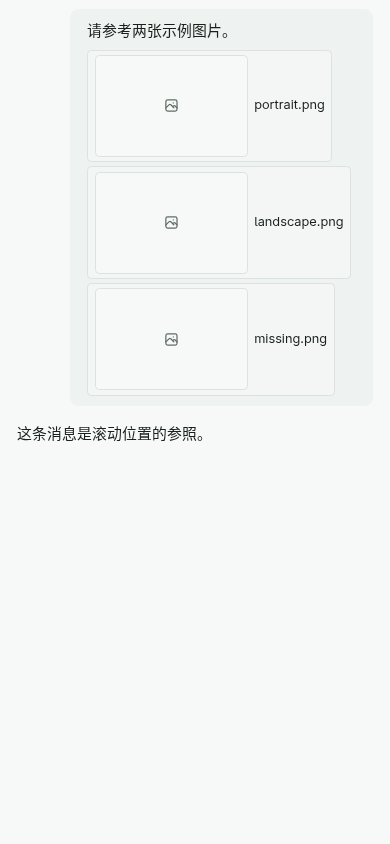 请参考两张示例图片。
portrait.png
landscape.png
missing.png
这条消息是滚动位置的参照。